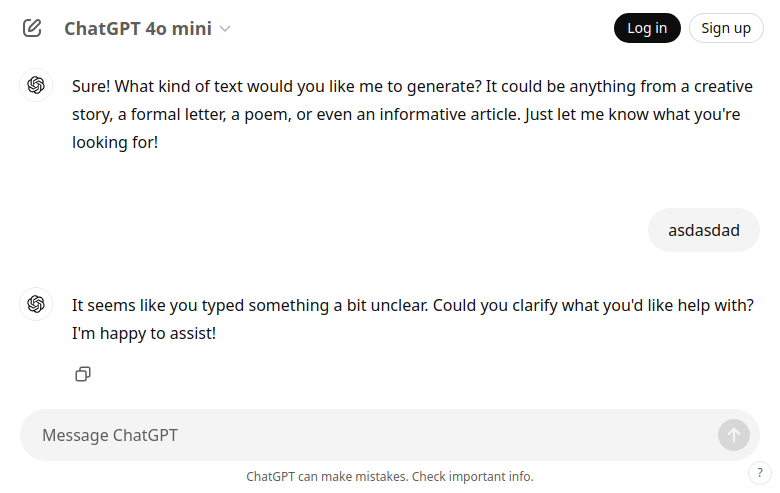 ChatGPT 4o mini
Log in
Sign up
Sure! What kind of text would you like me to generate? It could be anything from a creative
story, a formal letter, a poem, or even an informative article. Just let me know what you're
looking for!
asdasdad
It seems like you typed something a bit unclear. Could you clarify what you'd like help with?
I'm happy to assist!
Message ChatGPT
ChatGPT can make mistakes. Check important info.
?